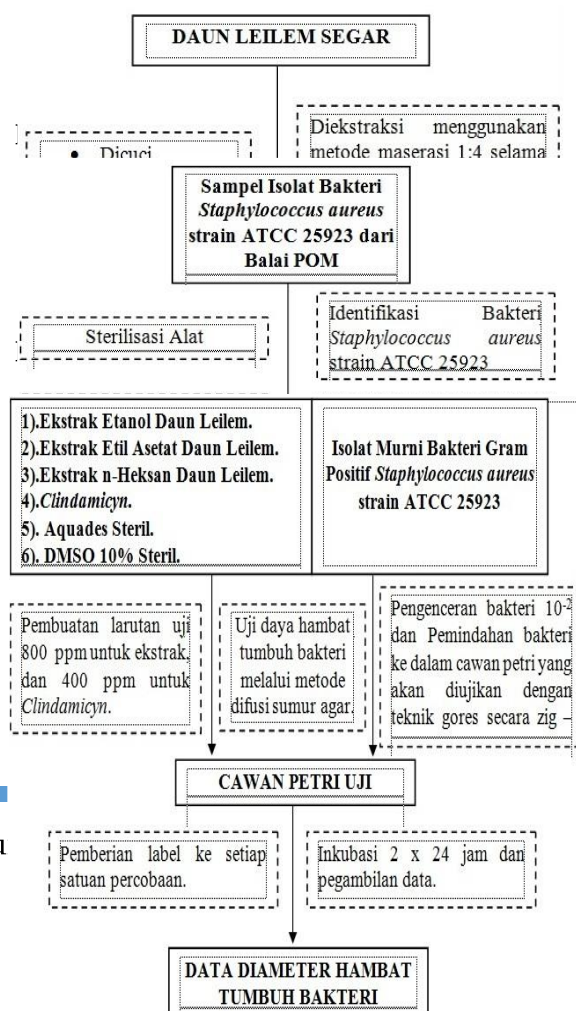 DAUN LEILEM SEGAR
• Dicuci
Diekstraksi menggunakan
metode maserasi 1:4 selama
Sampel Isolat Bakteri
Staphylococcus aureus
strain ATCC 25923 dari
Balai POM
Sterilisasi Alat
Identifikasi Bakteri
Staphylococcus aureus
strain ATCC 25923
1).Ekstrak Etanol Daun Leilem.
2).Ekstrak Etil Asetat Daun Leilem.
3).Ekstrak n-Heksan Daun Leilem.
4).Clindamicyn.
5). Aquades Steril.
6). DMSO 10% Steril.
Isolat Murni Bakteri Gram
Positif Staphylococcus aureus
strain ATCC 25923
Pembuatan larutan uji
800 ppm untuk ekstrak,
dan 400 ppm untuk
Clindamicyn.
Uji daya hambat
tumbuh bakteri
melalui metode
difusi sumur agar.
Pengenceran bakteri 10-2
dan Pemindahan bakteri
ke dalam cawan petri yang
akan diujikan dengan
teknik gores secara zig –
CAWAN PETRI UJI
u
Pemberian label ke setiap
satuan percobaan.
Inkubasi 2 x 24 jam dan
pegambilan data.
DATA DIAMETER HAMBAT
TUMBUH BAKTERI